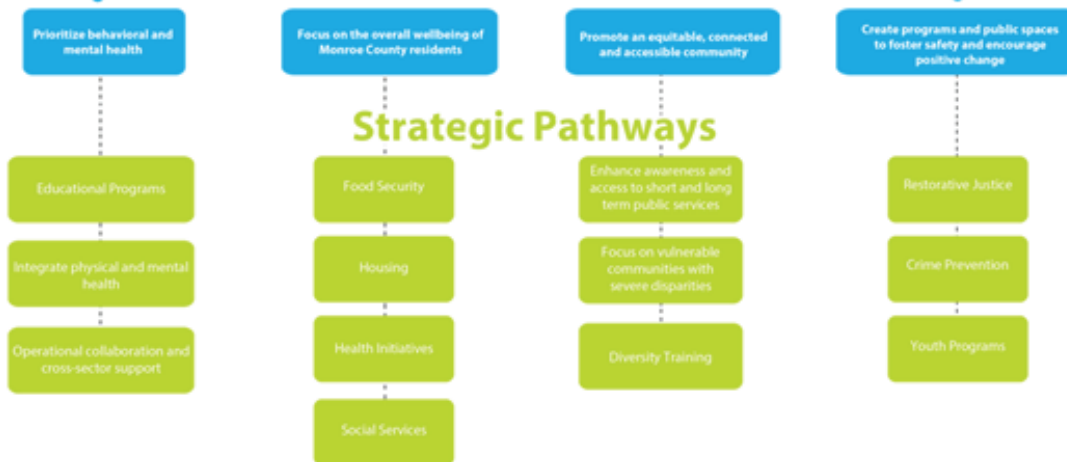 Prioritize behavioral and
mental health
Focus on the overall wellbeing of
Monroe County residents
Promote an equitable, connected
and accessible community
Create programs and public spaces
to foster safety and encourage
positive change
Strategic Pathways
Educational Programs
Integrate physical and mental
health
Operational collaboration and
cross-sector support
Food Security
Housing
Health Initiatives
Social Services
Enhance awareness and
access to short and long
term public services
Focus on vulnerable
communities with
severe disparities
Diversity Training
Restorative Justice
Crime Prevention
Youth Programs